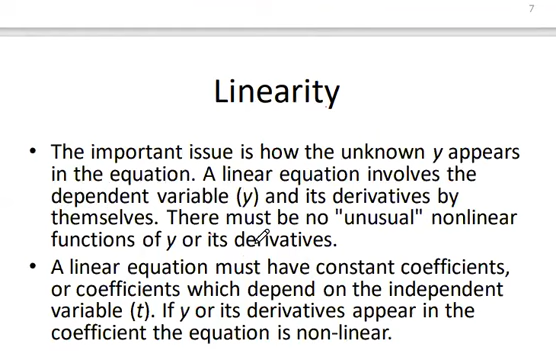 7
Linearity
• The important issue is how the unknown y appears
in the equation. A linear equation involves the
dependent variable (y) and its derivatives by
themselves. There must be no "unusual" nonlinear
functions of y or its derivatives.
• A linear equation must have constant coefficients,
or coefficients which depend on the independent
variable (t). If y or its derivatives appear in the
coefficient the equation is non-linear.